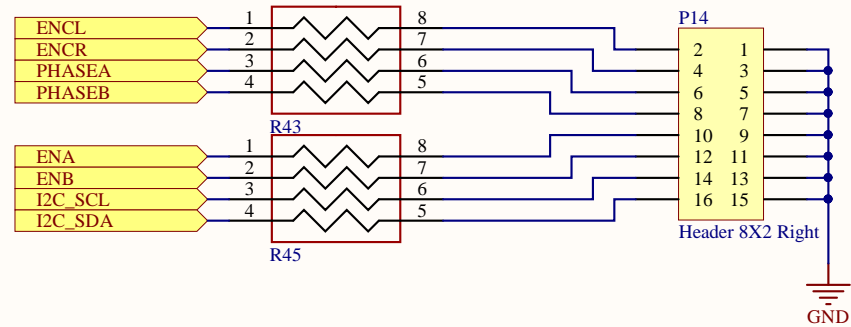 ENCL 1 8
ENCR 2 7
PHASEA 3 6
PHASEB 4 5
R43
ENA 1 8
ENB 2 7
I2C_SCL 3 6
I2C_SDA 4 5
R45
P14
2 1
4 3
6 5
8 7
10 9
12 11
14 13
16 15
Header 8X2 Right
GND